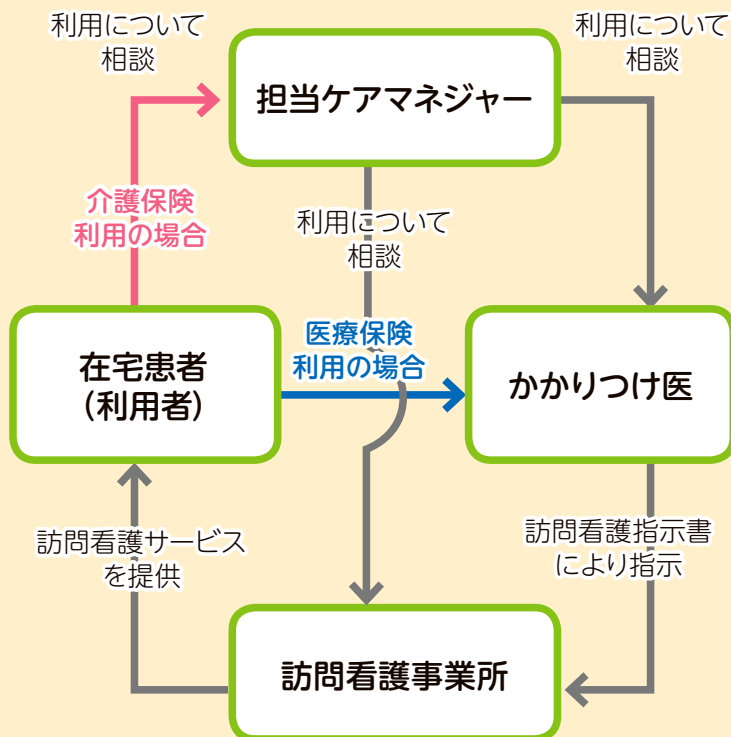 利用について
相談
利用について
相談
担当ケアマネジャー
介護保険
利用の場合
利用について
相談
医療保険
利用の場合
在宅患者
（利用者）
かかりつけ医
訪問看護サービス
を提供
訪問看護指示書
により指示
訪問看護事業所